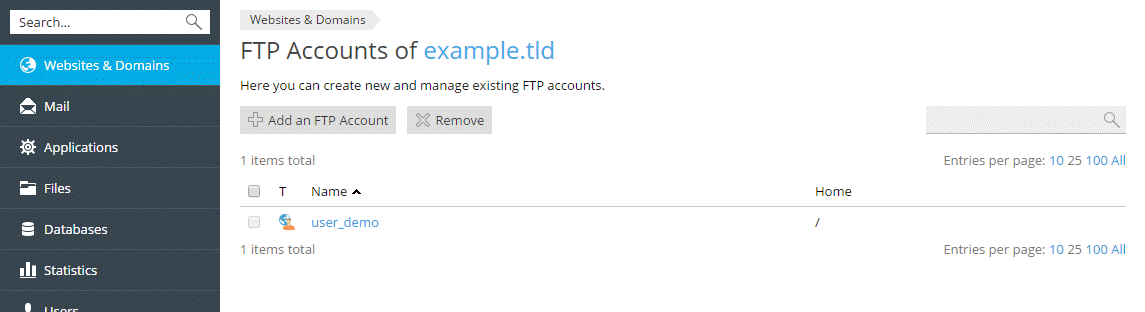 Search...
Websites & Domains
Mail
Applications
Files
Databases
Statistics
Users
Websites & Domains
FTP Accounts of example.tld
Here you can create new and manage existing FTP accounts.
Add an FTP Account Remove
1 items total Entries per page: 10 25 100 All
T Name Home
user_demo /
1 items total Entries per page: 10 25 100 All